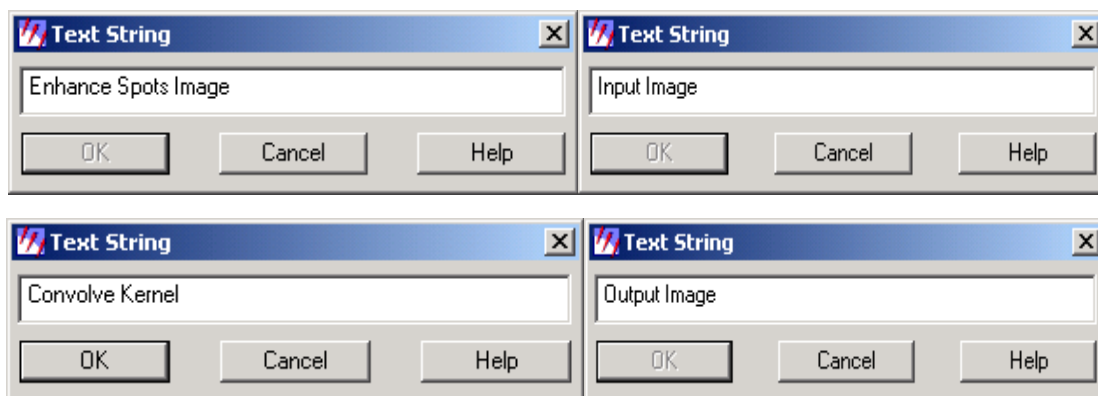 Text String
Enhance Spots Image
OK Cancel Help
Text String
Input Image
OK Cancel Help
Text String
Convolve Kernel
OK Cancel Help
Text String
Output Image
OK Cancel Help